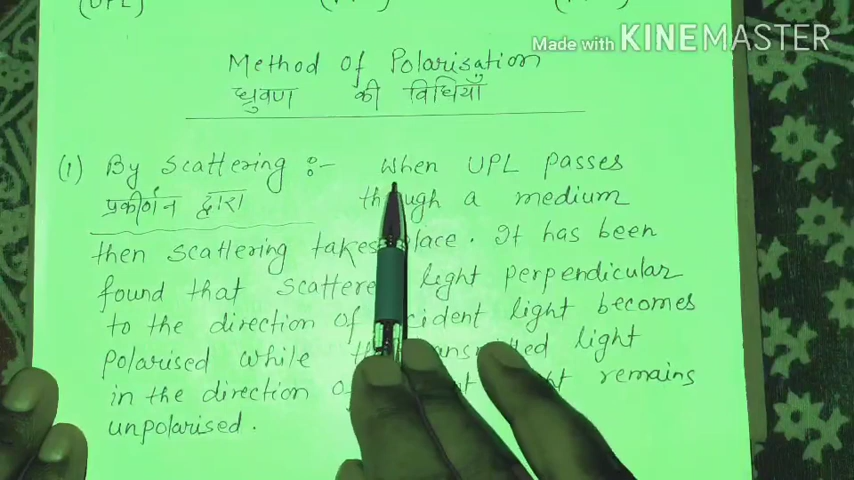 (UPL)
Made with KINEMASTER
Method of Polarisation
ध्रुवण की विधियाँ
(1) By Scattering :- When UPL passes
प्रकीर्णन द्वारा though a medium
then scattering takes place. It has been
found that scattered light perpendicular
to the direction of incident light becomes
polarised while the transmitted light
in the direction of remains
unpolarised.